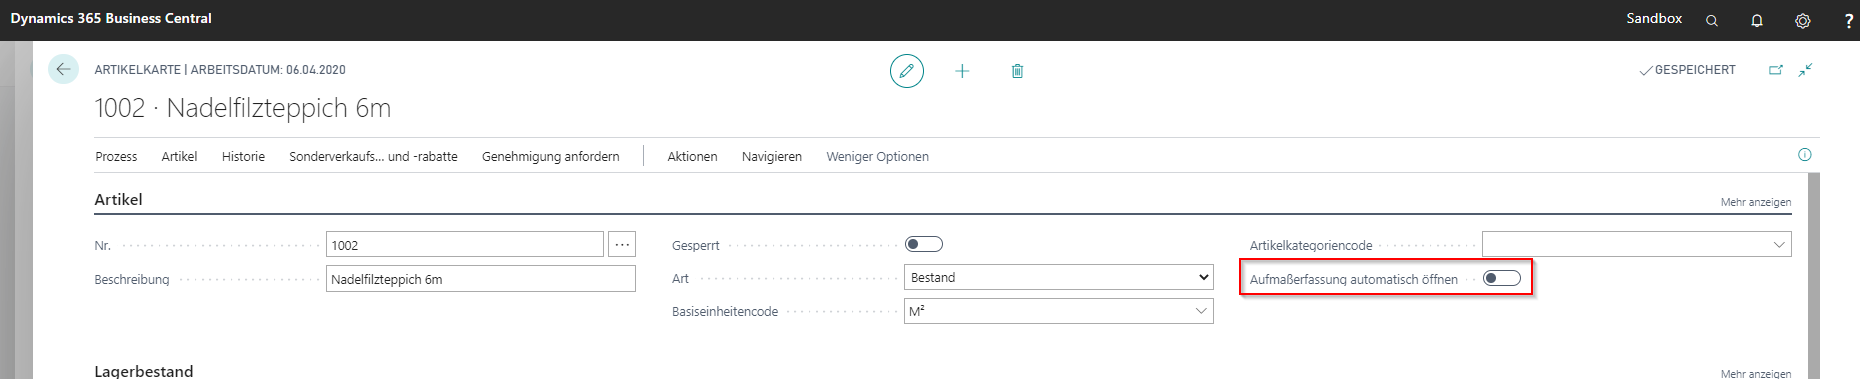 Dynamics 365 Business Central
Sandbox
?
ARTIKELKARTE | ARBEITSDATUM: 06.04.2020
GESPEICHERT
1002 · Nadelfilzteppich 6m
Prozess Artikel Historie Sonderverkaufs... und -rabatte Genehmigung anfordern Aktionen Navigieren Weniger Optionen
Artikel
Mehr anzeigen
Nr. 1002 ...
Beschreibung Nadelfilzteppich 6m
Gesperrt
Art Bestand
Basiseinheitencode M²
Artikelkategoriencode
Aufmaßerfassung automatisch öffnen
Lagerbestand
Mehr anzeigen